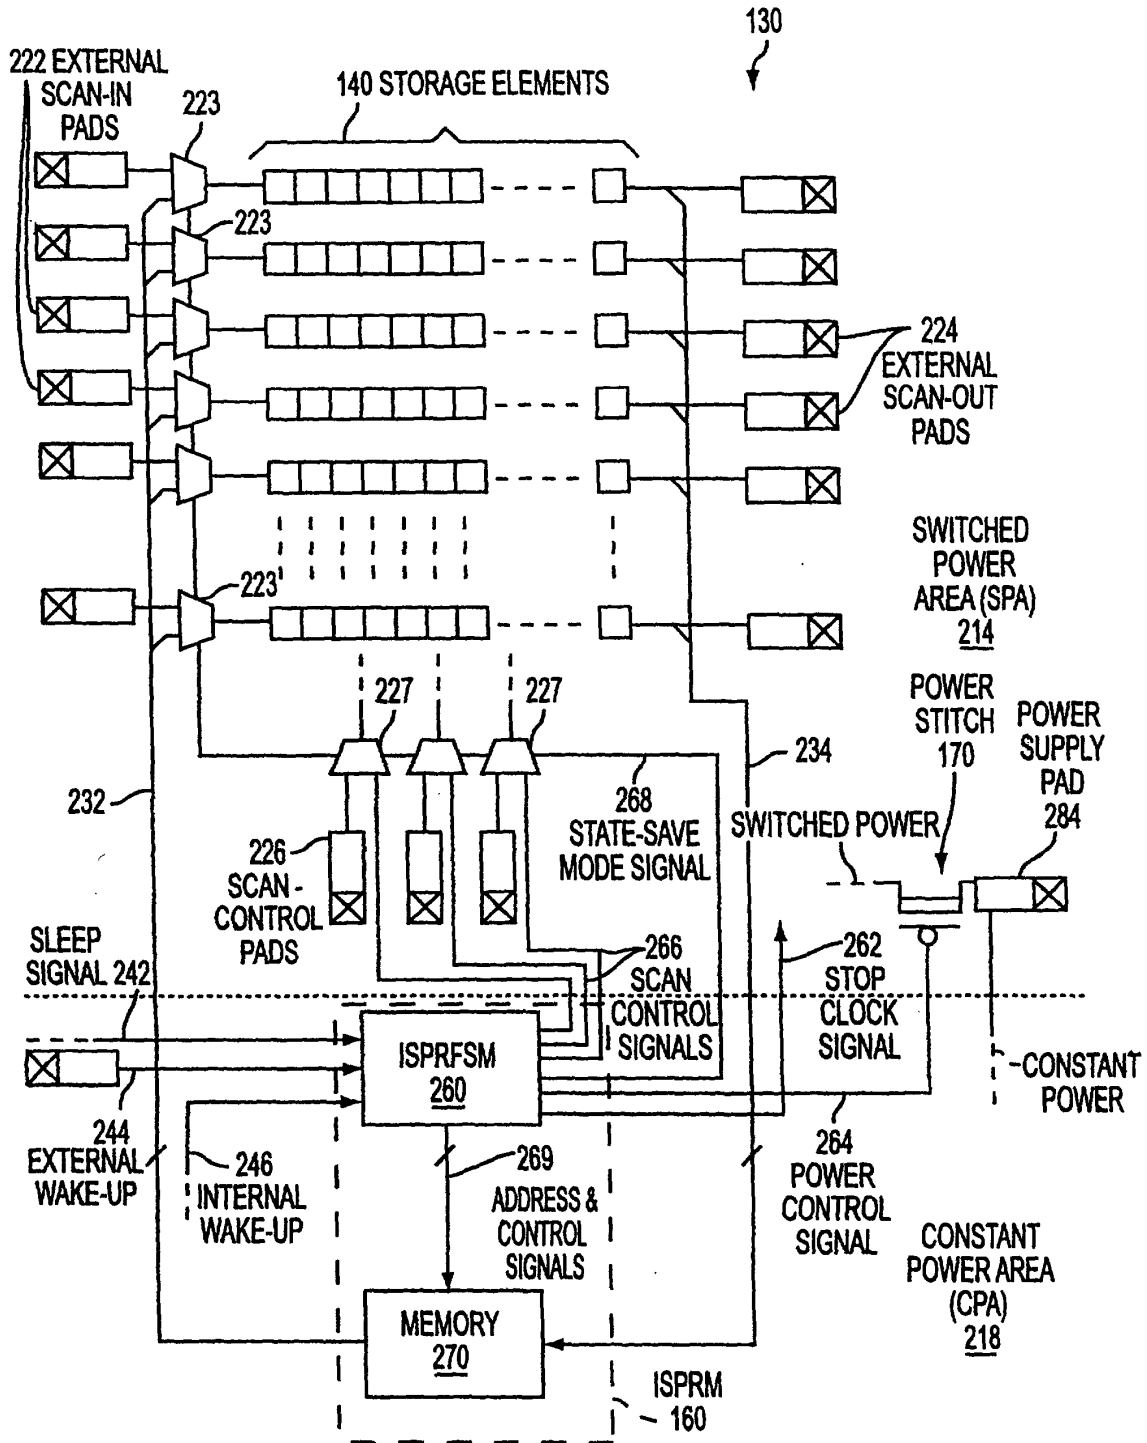 130
222 EXTERNAL
SCAN-IN
PADS
223
140 STORAGE ELEMENTS
223
224
EXTERNAL
SCAN-OUT
PADS
SWITCHED
POWER
AREA (SPA)
214
223
227
227
POWER
STITCH
170
POWER
SUPPLY
PAD
284
232
234
268
STATE-SAVE
MODE SIGNAL
SWITCHED POWER
226
SCAN-
CONTROL
PADS
SLEEP
SIGNAL 242
266
SCAN
CONTROL
SIGNALS
262
STOP
CLOCK
SIGNAL
ISPRFSM
260
CONSTANT
POWER
244
EXTERNAL
WAKE-UP
246
INTERNAL
WAKE-UP
269
ADDRESS &
CONTROL
SIGNALS
264
POWER
CONTROL
SIGNAL
CONSTANT
POWER AREA
(CPA)
218
MEMORY
270
ISPRM
160